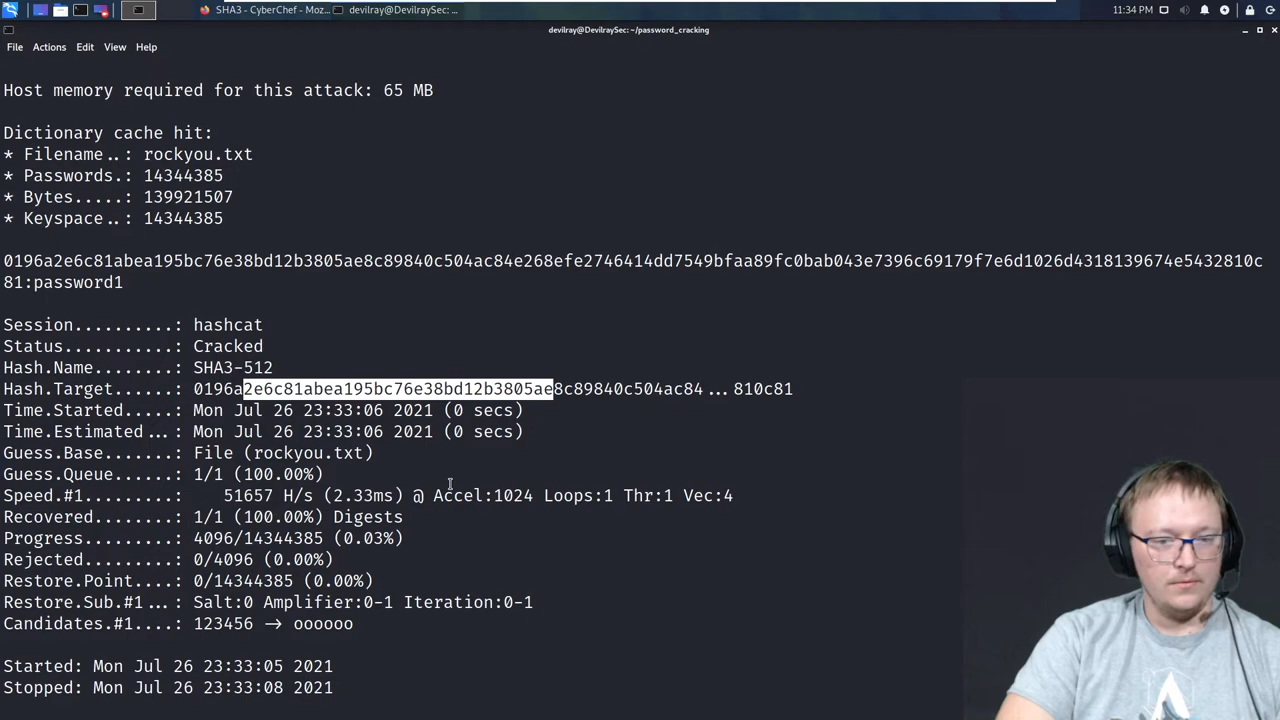 SHA3 - CyberChef - Moz...
devilray@DevilraySec: ~...
11:34 PM
devilray@DevilraySec: ~/password_cracking
File Actions Edit View Help
Host memory required for this attack: 65 MB
Dictionary cache hit:
* Filename..: rockyou.txt
* Passwords.: 14344385
* Bytes.....: 139921507
* Keyspace..: 14344385
0196a2e6c81abea195bc76e38bd12b3805ae8c89840c504ac84e268efe2746414dd7549bfaa89fc0bab043e7396c69179f7e6d1026d4318139674e5432810c
81:password1
Session..........: hashcat
Status...........: Cracked
Hash.Name........: SHA3-512
Hash.Target......: 0196a2e6c81abea195bc76e38bd12b3805ae8c89840c504ac84...810c81
Time.Started.....: Mon Jul 26 23:33:06 2021 (0 secs)
Time.Estimated...: Mon Jul 26 23:33:06 2021 (0 secs)
Guess.Base.......: File (rockyou.txt)
Guess.Queue......: 1/1 (100.00%)
Speed.#1.........: 51657 H/s (2.33ms) @ Accel:1024 Loops:1 Thr:1 Vec:4
Recovered........: 1/1 (100.00%) Digests
Progress.........: 4096/14344385 (0.03%)
Rejected.........: 0/4096 (0.00%)
Restore.Point....: 0/14344385 (0.00%)
Restore.Sub.#1...: Salt:0 Amplifier:0-1 Iteration:0-1
Candidates.#1....: 123456 -> oooooo
Started: Mon Jul 26 23:33:05 2021
Stopped: Mon Jul 26 23:33:08 2021